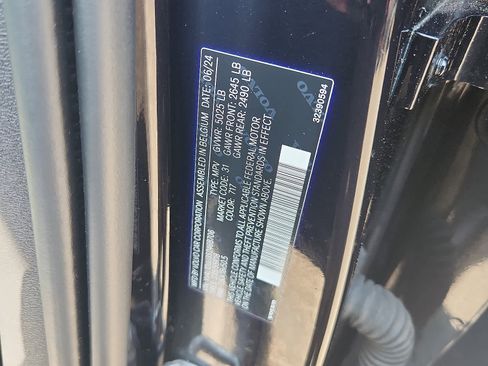 MFD BY VOLVO CAR CORPORATION
ASSEMBLED IN BELGIUM DATE: 06/24
GVWR: 5025 LB
GAWR FRONT: 2645 LB
GAWR REAR: 2490 LB
TYPE: MPV
MARKET CODE: 31
COLOR: 717
THIS VEHICLE CONFORMS TO ALL APPLICABLE FEDERAL MOTOR
VEHICLE SAFETY AND THEFT PREVENTION STANDARDS IN EFFECT
ON THE DATE OF MANUFACTURE SHOWN ABOVE.
32390594
VOLVO